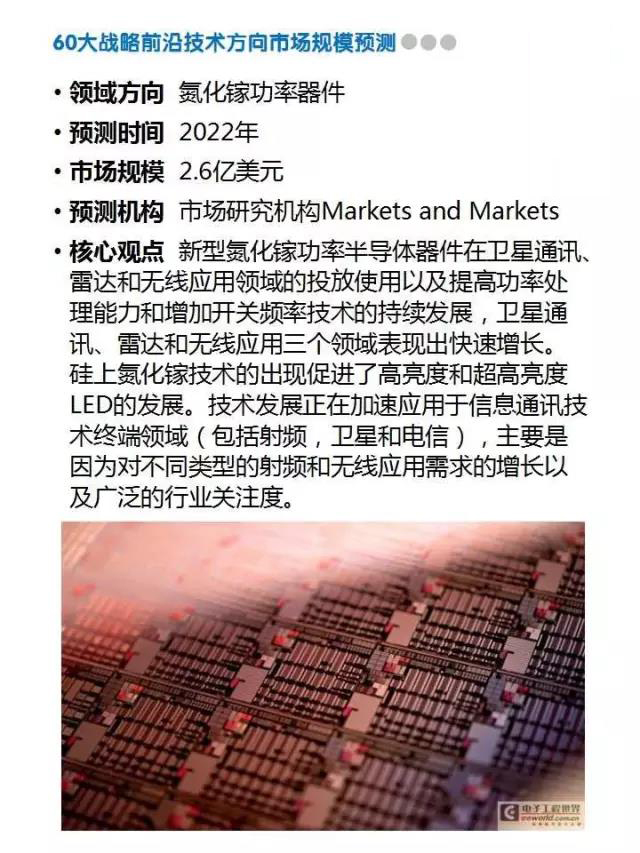 60大战略前沿技术方向市场规模预测
• 领域方向 氮化镓功率器件
• 预测时间 2022年
• 市场规模 2.6亿美元
• 预测机构 市场研究机构Markets and Markets
• 核心观点 新型氮化镓功率半导体器件在卫星通讯、
雷达和无线应用领域的投放使用以及提高功率处
理能力和增加开关频率技术的持续发展，卫星通
讯、雷达和无线应用三个领域表现出快速增长。
硅上氮化镓技术的出现促进了高亮度和超高亮度
LED的发展。技术发展正在加速应用于信息通讯技
术终端领域（包括射频，卫星和电信），主要是
因为对不同类型的射频和无线应用需求的增长以
及广泛的行业关注度。
电子工程世界
eeworld.com.cn